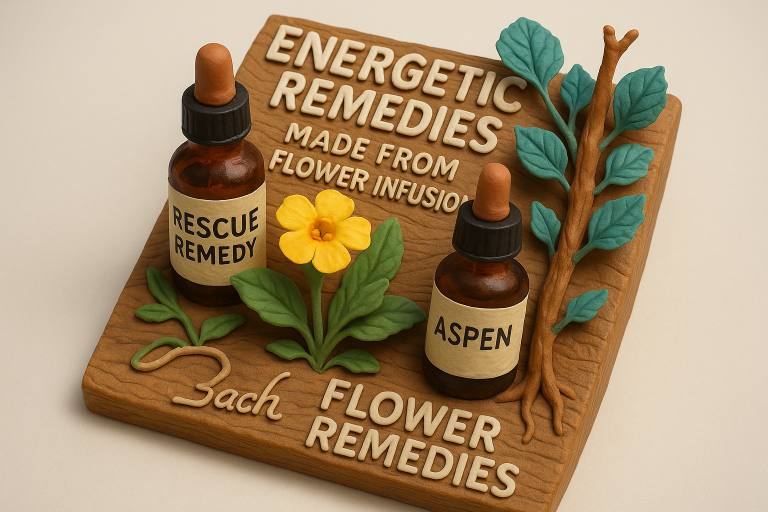 ENERGETIC
REMEDIES
MADE FROM
FLOWER INFUSIO
RESCUE
REMEDY
ASPEN
Bach
FLOWER
REMEDIES